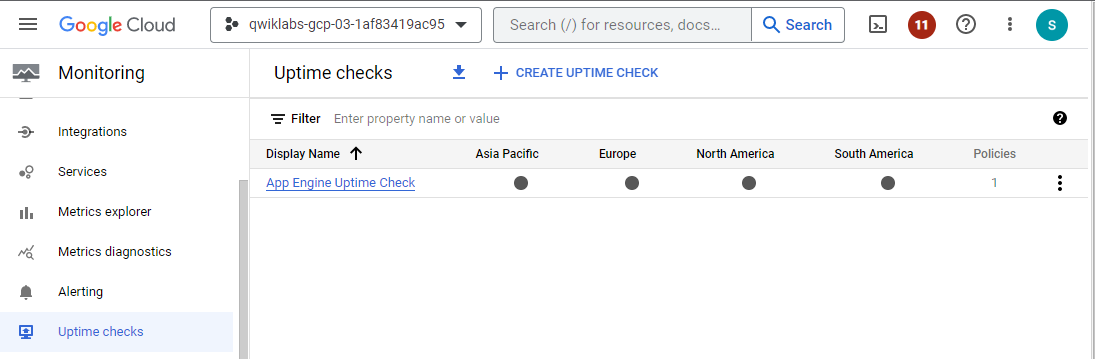 Google Cloud
qwiklabs-gcp-03-1af83419ac95
Search (/) for resources, docs...
Search
11
S
Monitoring
Uptime checks
CREATE UPTIME CHECK
Integrations
Services
Metrics explorer
Metrics diagnostics
Alerting
Uptime checks
Filter Enter property name or value
Display Name Asia Pacific Europe North America South America Policies
App Engine Uptime Check 1